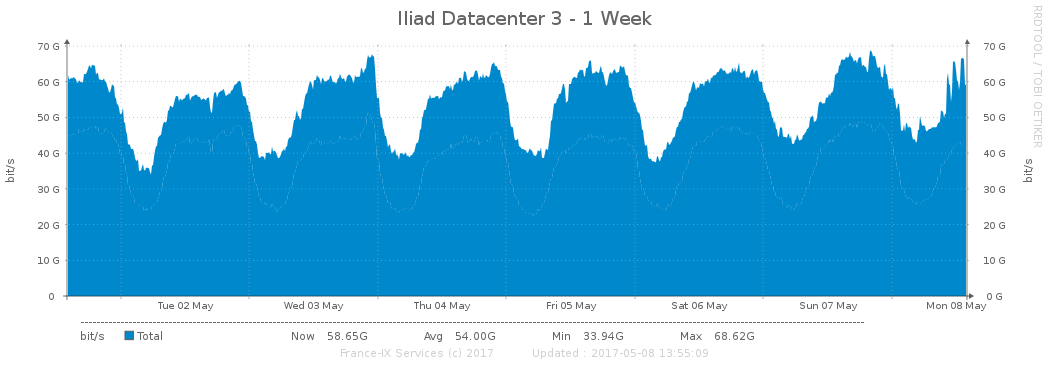 Iliad Datacenter 3 - 1 Week
RRDTOOL / TOBI OETIKER
70 G 70 G
60 G 60 G
50 G 50 G
40 G 40 G
30 G 30 G
20 G 20 G
10 G 10 G
0 0 G
bit/s bit/s
Tue 02 May Wed 03 May Thu 04 May Fri 05 May Sat 06 May Sun 07 May Mon 08 May
bit/s Total Now 58.65G Avg 54.00G Min 33.94G Max 68.62G
France-IX Services (c) 2017 Updated : 2017-05-08 13:55:09